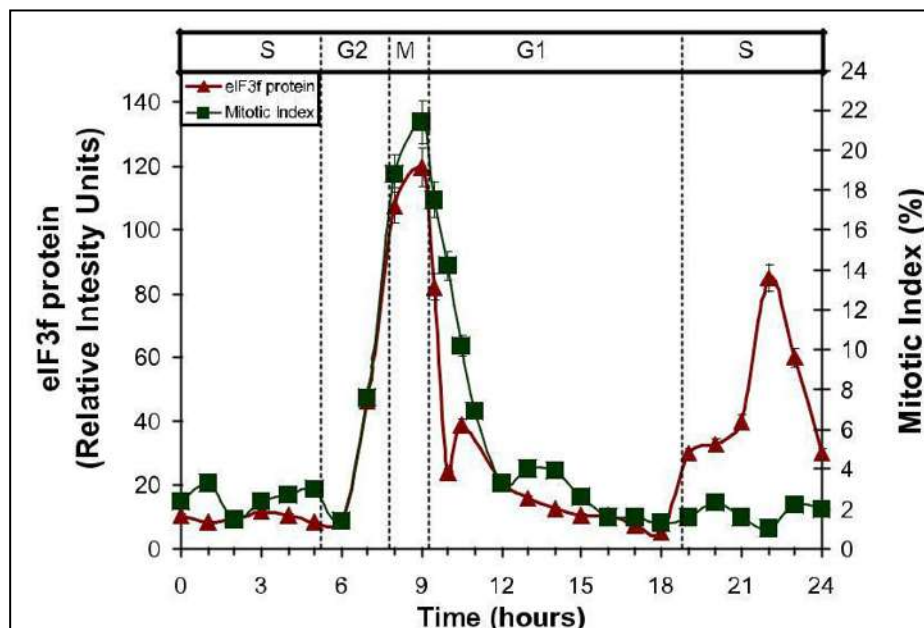 S G2 M G1 S
eIF3f protein
Mitotic Index
eIF3f protein
(Relative Intesity Units)
140
120
100
80
60
40
20
0
24
22
20
18
16
14
12
10
8
6
4
2
0
Mitotic Index (%)
0 3 6 9 12 15 18 21 24
Time (hours)